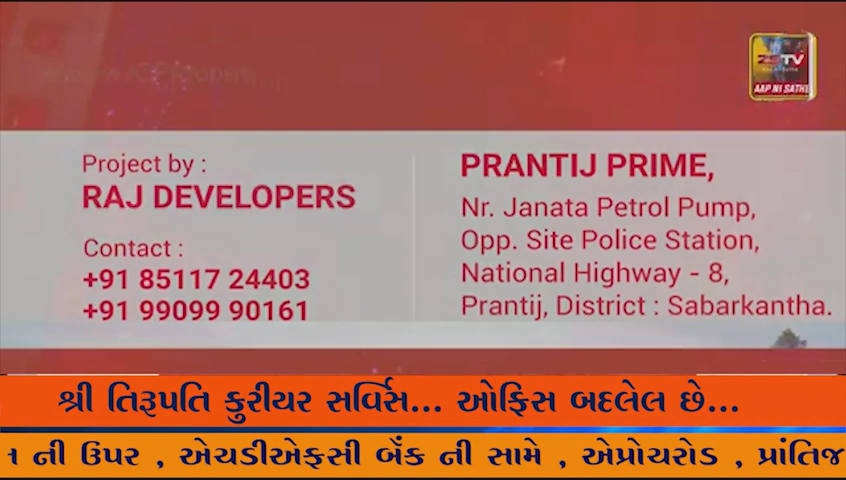 AAP NI SATHE
Project by :
RAJ DEVELOPERS
Contact :
+91 85117 24403
+91 99099 90161
PRANTIJ PRIME,
Nr. Janata Petrol Pump,
Opp. Site Police Station,
National Highway - 8,
Prantij, District : Sabarkantha.
શ્રી તિરૂપતિ કુરીયર સર્વિસ... ઓફિસ બદલેલ છે...
ની ઉપર , એચડીએફસી બેંક ની સામે , એપ્રોચરોડ , પ્રાંતિજ